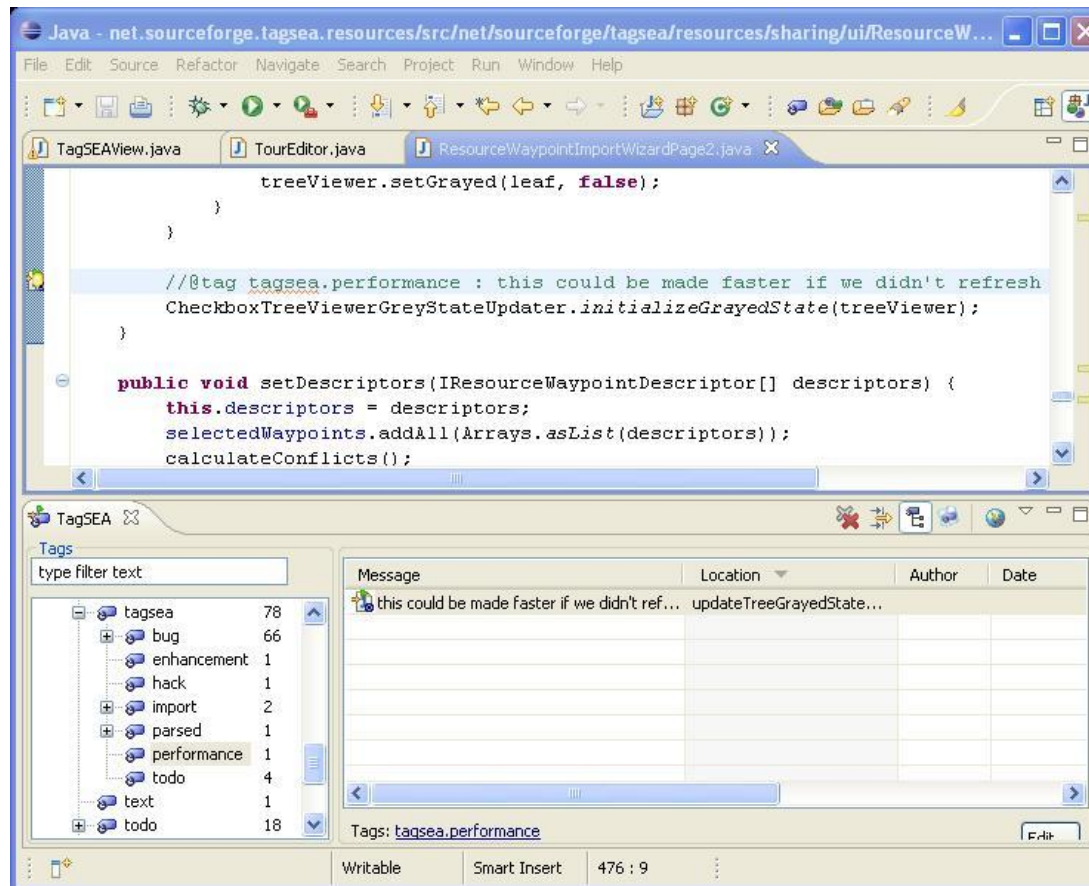 Java - net.sourceforge.tagsea.resources/src/net/sourceforge/tagsea/resources/sharing/ui/ResourceW...
File Edit Source Refactor Navigate Search Project Run Window Help
TagSEAView.java TourEditor.java ResourceWaypointImportWizardPage2.java
treeViewer.setGrayed(leaf, false);
}
}
//@tag tagsea.performance : this could be made faster if we didn't refresh
CheckboxTreeViewerGreyStateUpdater.initializeGrayedState(treeViewer);
}
public void setDescriptors(IResourceWaypointDescriptor[] descriptors) {
this.descriptors = descriptors;
selectedWaypoints.addAll(Arrays.asList(descriptors));
calculateConflicts();
TagSEA
Tags
type filter text
Message Location Author Date
this could be made faster if we didn't ref... updateTreeGrayedState...
tagsea 78
bug 66
enhancement 1
hack 1
import 2
parsed 1
performance 1
todo 4
text 1
todo 18
Tags: tagsea.performance
Edit...
Writable Smart Insert 476 : 9